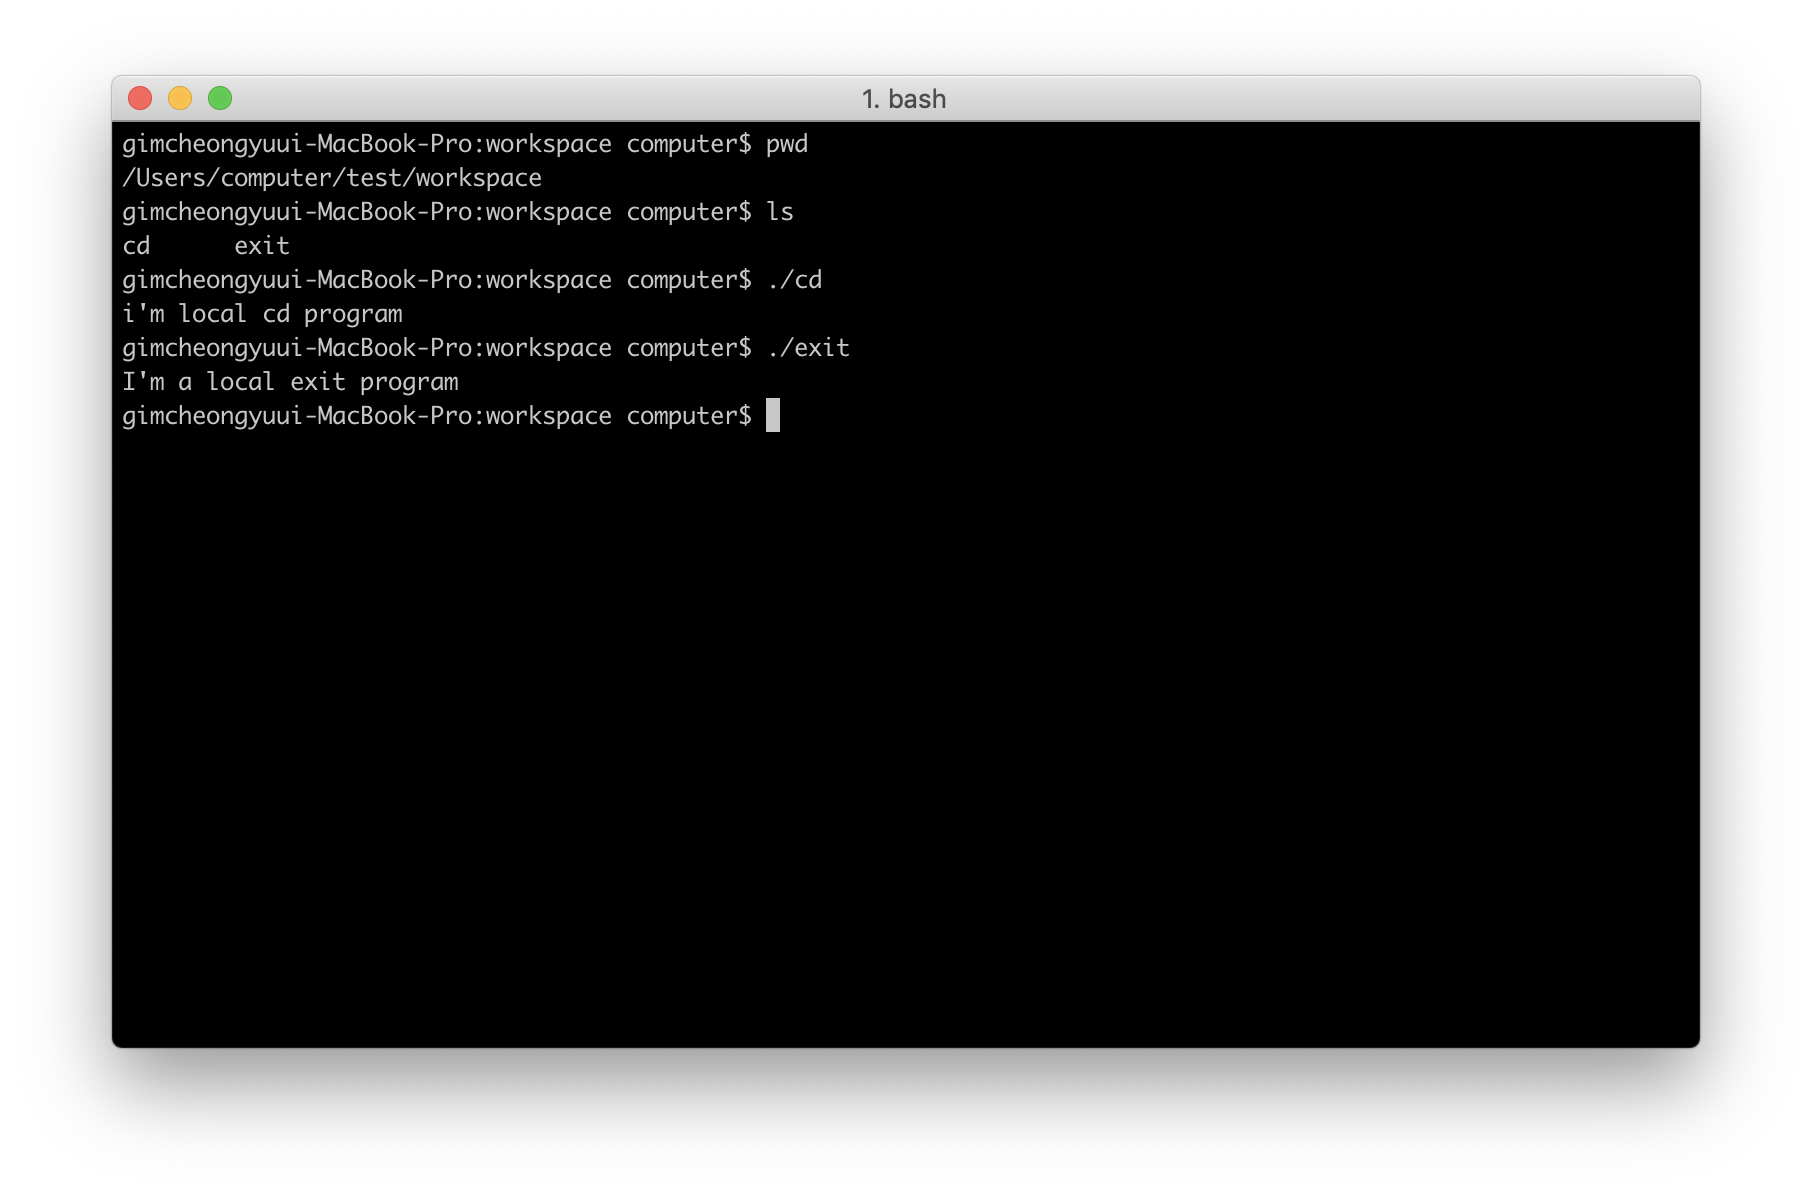 1. bash
gimcheongyuui-MacBook-Pro:workspace computer$ pwd
/Users/computer/test/workspace
gimcheongyuui-MacBook-Pro:workspace computer$ ls
cd      exit
gimcheongyuui-MacBook-Pro:workspace computer$ ./cd
i'm local cd program
gimcheongyuui-MacBook-Pro:workspace computer$ ./exit
I'm a local exit program
gimcheongyuui-MacBook-Pro:workspace computer$